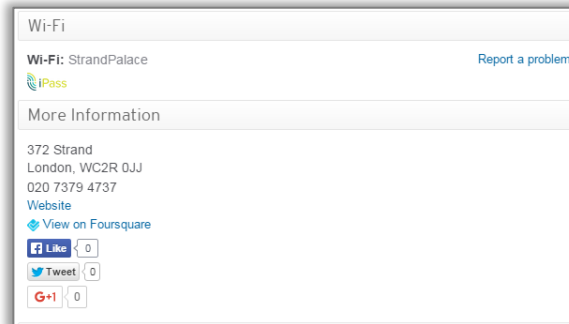 Wi-Fi
Wi-Fi: StrandPalace
Report a problem
iPass
More Information
372 Strand
London, WC2R 0JJ
020 7379 4737
Website
View on Foursquare
Like 0
Tweet 0
G+1 0